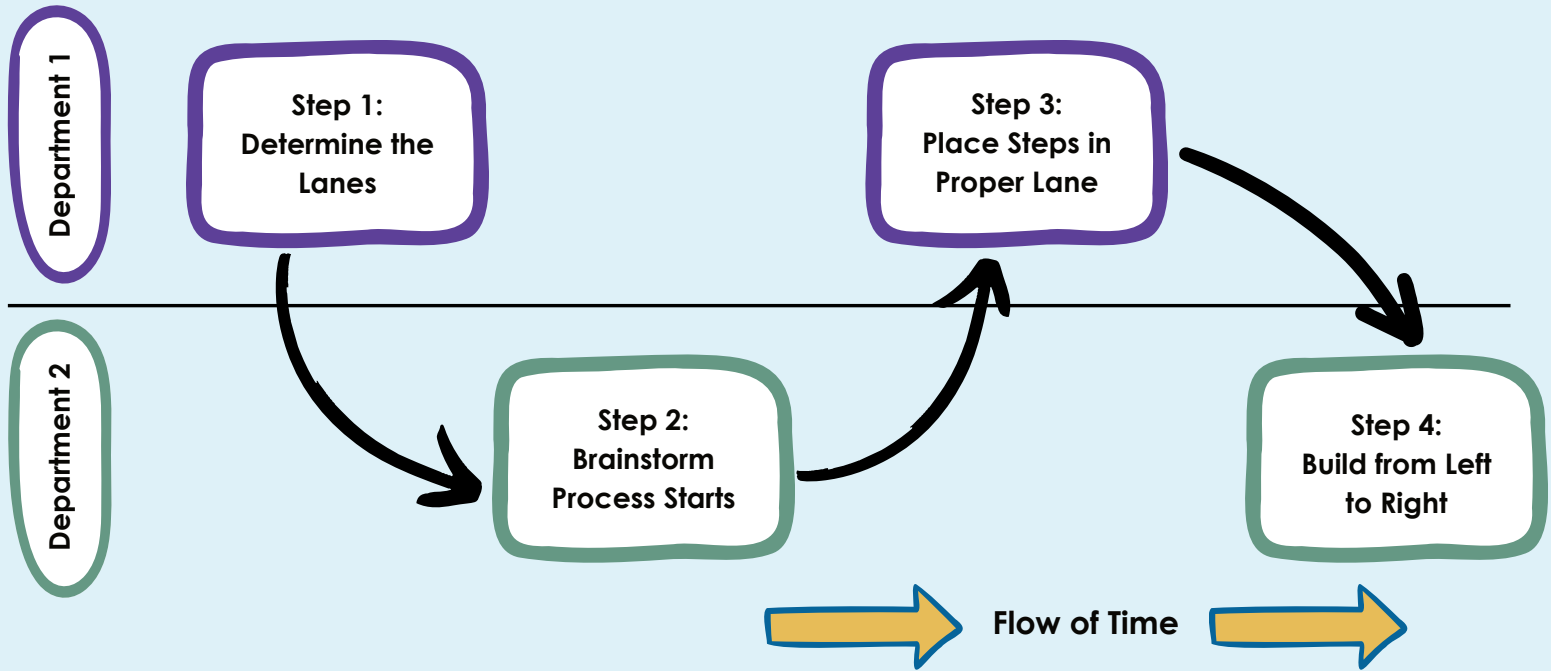 Department 1
Step 1:
Determine the
Lanes
Step 3:
Place Steps in
Proper Lane
Department 2
Step 2:
Brainstorm
Process Starts
Step 4:
Build from Left
to Right
Flow of Time